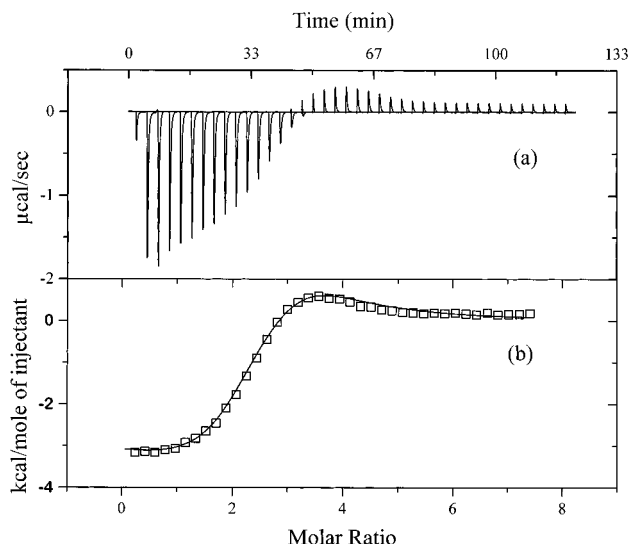 Time (min)
0 33 67 100 133
0
-1
-2
µcal/sec
(a)
0
-2
-4
kcal/mole of injectant
(b)
0 2 4 6 8
Molar Ratio